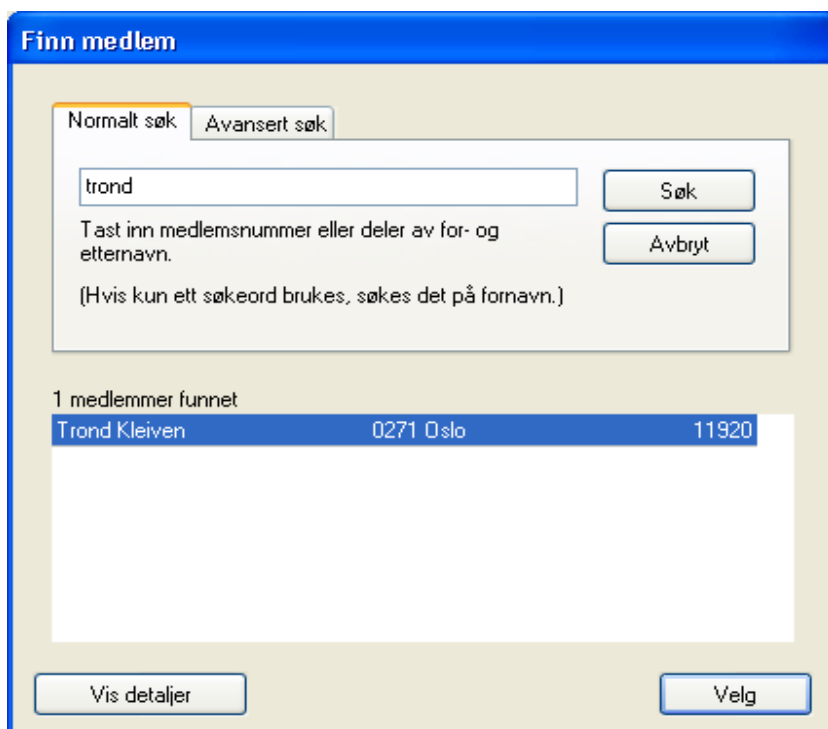 Finn medlem
Normalt søk
Avansert søk
trond
Søk
Tast inn medlemsnummer eller deler av for- og
etternavn.
Avbryt
(Hvis kun ett søkeord brukes, søkes det på fornavn.)
1 medlemmer funnet
Trond Kleiven 0271 Oslo 11920
Vis detaljer
Velg